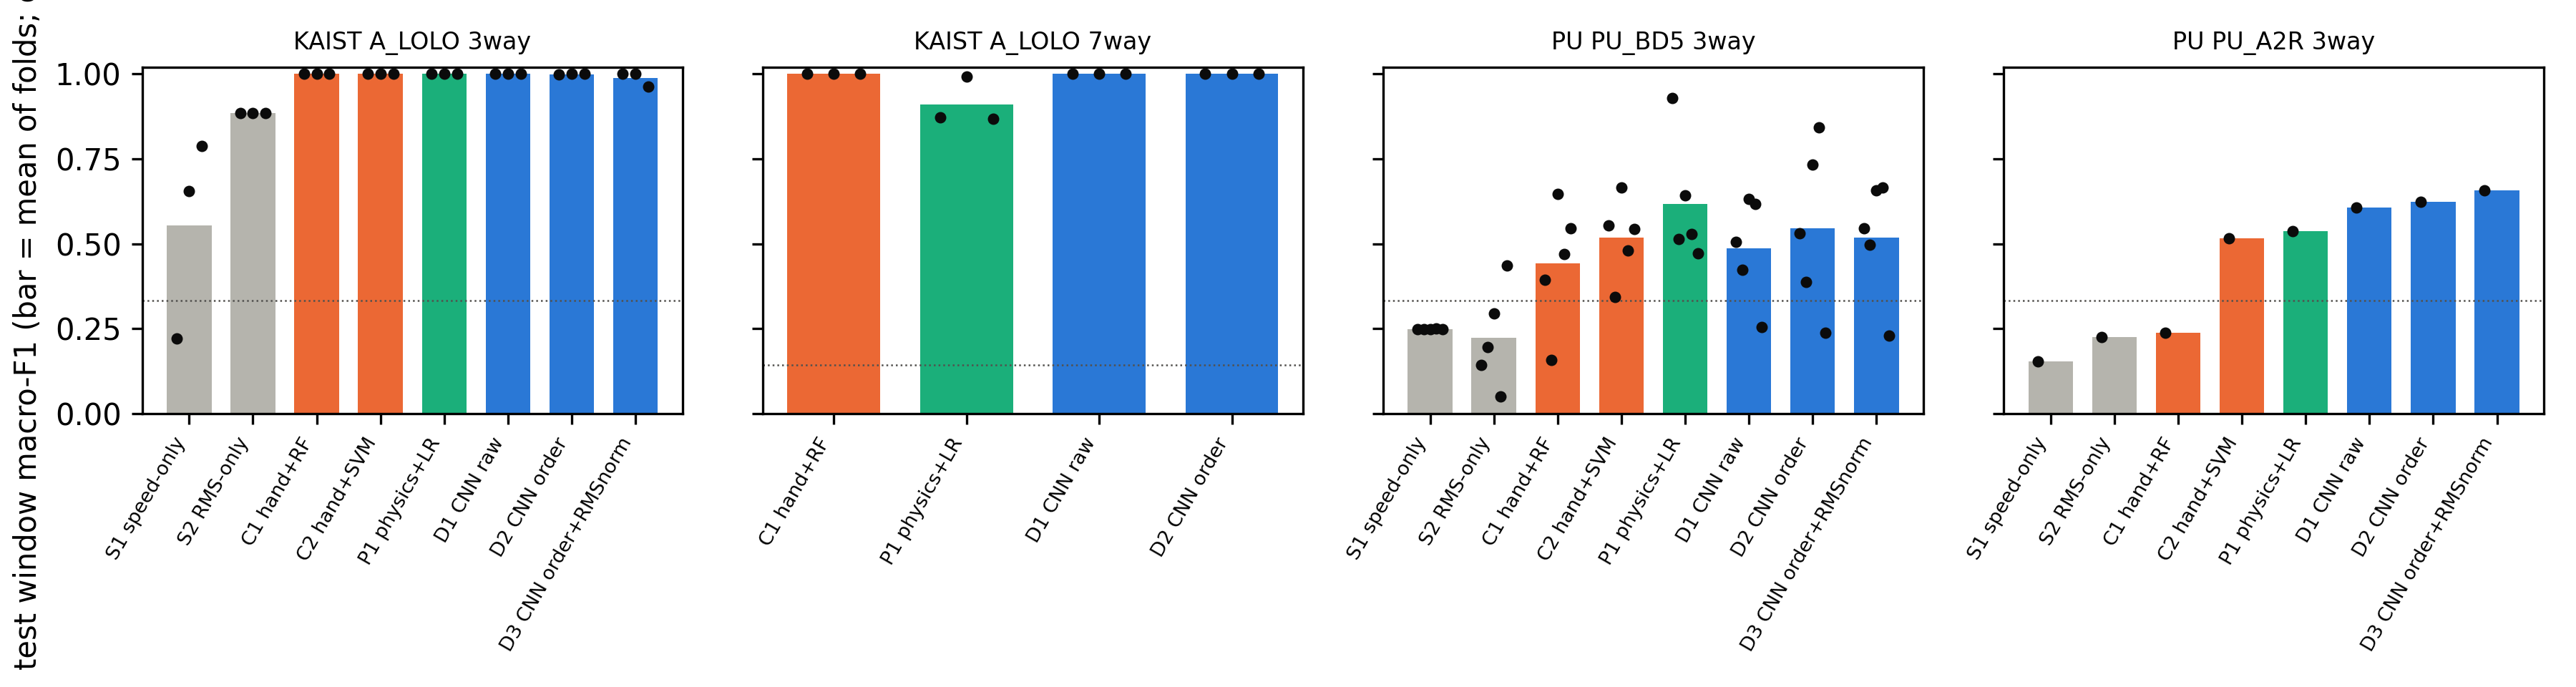 test window macro-F1 (bar = mean of folds;
KAIST A_LOLO 3way
1.00
0.75
0.50
0.25
0.00
S1 speed-only
S2 RMS-only
C1 hand+RF
C2 hand+SVM
P1 physics+LR
D1 CNN raw
D2 CNN order
D3 CNN order+RMSnorm
KAIST A_LOLO 7way
C1 hand+RF
P1 physics+LR
D1 CNN raw
D2 CNN order
PU PU_BD5 3way
S1 speed-only
S2 RMS-only
C1 hand+RF
C2 hand+SVM
P1 physics+LR
D1 CNN raw
D2 CNN order
D3 CNN order+RMSnorm
PU PU_A2R 3way
S1 speed-only
S2 RMS-only
C1 hand+RF
C2 hand+SVM
P1 physics+LR
D1 CNN raw
D2 CNN order
D3 CNN order+RMSnorm